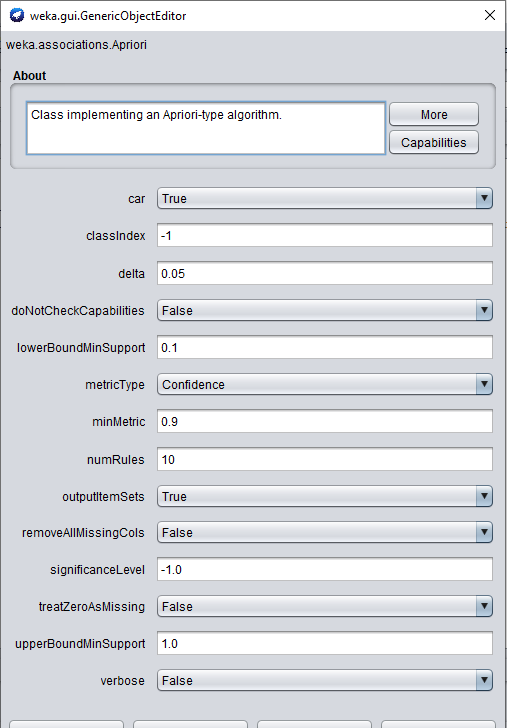 weka.gui.GenericObjectEditor
weka.associations.Apriori
About
Class implementing an Apriori-type algorithm.
More
Capabilities
car True
classIndex -1
delta 0.05
doNotCheckCapabilities False
lowerBoundMinSupport 0.1
metricType Confidence
minMetric 0.9
numRules 10
outputItemSets True
removeAllMissingCols False
significanceLevel -1.0
treatZeroAsMissing False
upperBoundMinSupport 1.0
verbose False